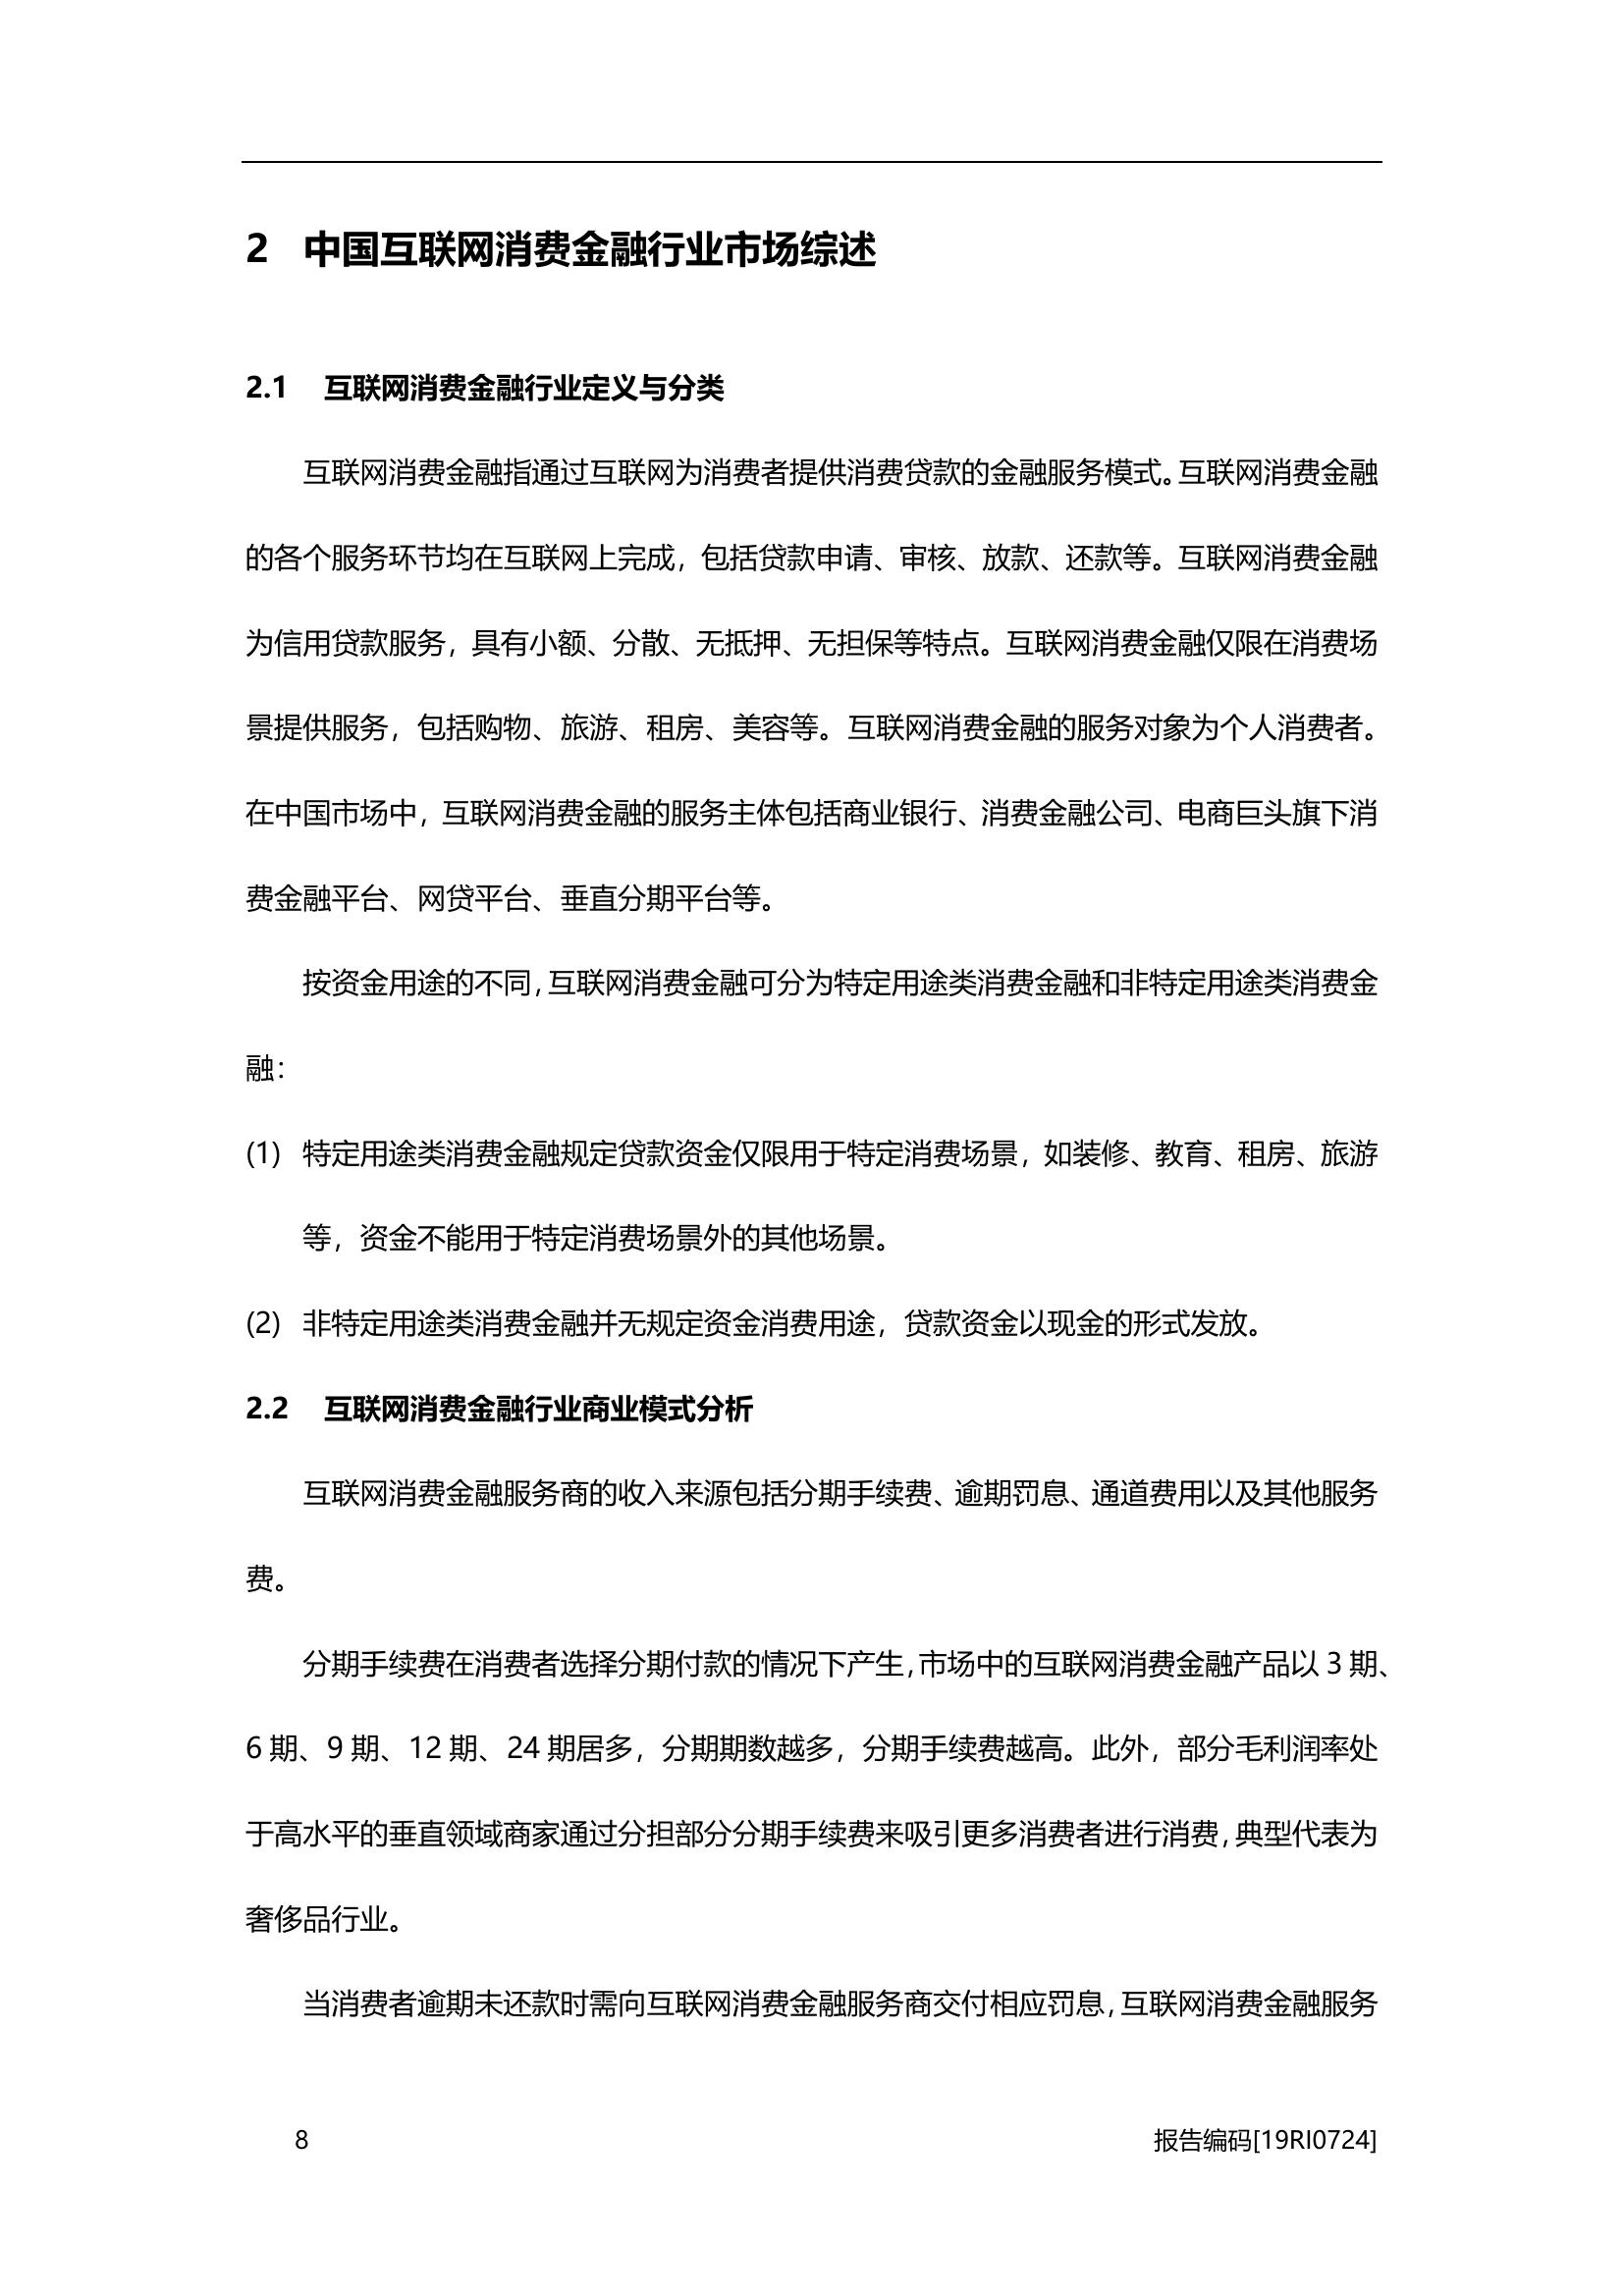 2 中国互联网消费金融行业市场综述
2.1 互联网消费金融行业定义与分类
互联网消费金融指通过互联网为消费者提供消费贷款的金融服务模式。互联网消费金融
的各个服务环节均在互联网上完成，包括贷款申请、审核、放款、还款等。互联网消费金融
为信用贷款服务，具有小额、分散、无抵押、无担保等特点。互联网消费金融仅限在消费场
景提供服务，包括购物、旅游、租房、美容等。互联网消费金融的服务对象为个人消费者。
在中国市场中，互联网消费金融的服务主体包括商业银行、消费金融公司、电商巨头旗下消
费金融平台、网贷平台、垂直分期平台等。
按资金用途的不同，互联网消费金融可分为特定用途类消费金融和非特定用途类消费金
融：
(1) 特定用途类消费金融规定贷款资金仅限用于特定消费场景，如装修、教育、租房、旅游
等，资金不能用于特定消费场景外的其他场景。
(2) 非特定用途类消费金融并无规定资金消费用途，贷款资金以现金的形式发放。
2.2 互联网消费金融行业商业模式分析
互联网消费金融服务商的收入来源包括分期手续费、逾期罚息、通道费用以及其他服务
费。
分期手续费在消费者选择分期付款的情况下产生，市场中的互联网消费金融产品以 3 期、
6 期、9 期、12 期、24 期居多，分期期数越多，分期手续费越高。此外，部分毛利润率处
于高水平的垂直领域商家通过分担部分分期手续费来吸引更多消费者进行消费，典型代表为
奢侈品行业。
当消费者逾期未还款时需向互联网消费金融服务商交付相应罚息，互联网消费金融服务
8 报告编码[19RI0724]